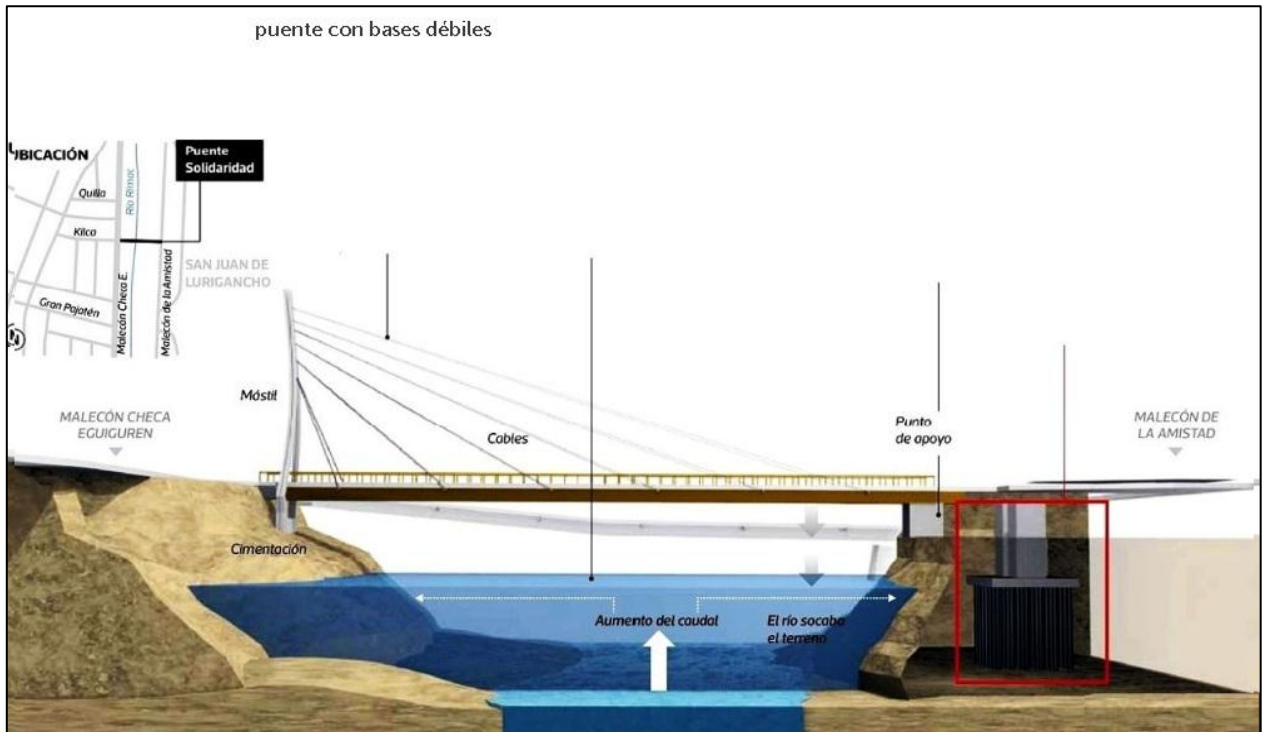 puente con bases débiles
UBICACIÓN
Puente
Solidaridad
Quilla
Río Rímac
Kilca
Gran Pajatén
Malecón Checa E.
Malecón de la Amistad
N
SAN JUAN DE
LURIGANCHO
Móstil
MALECÓN CHECA
EGUIGUREN
Cables
Punto
de apoyo
MALECÓN DE
LA AMISTAD
Cimentación
Aumento del caudal
El río socaba
el terreno